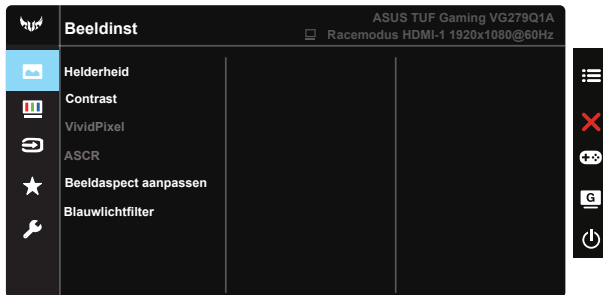 Beeldinst
ASUS TUF Gaming VG279Q1A
Racemodus HDMI-1 1920x1080@60Hz
Helderheid
Contrast
VividPixel
ASCR
Beeldaspect aanpassen
Blauwlichtfilter
G